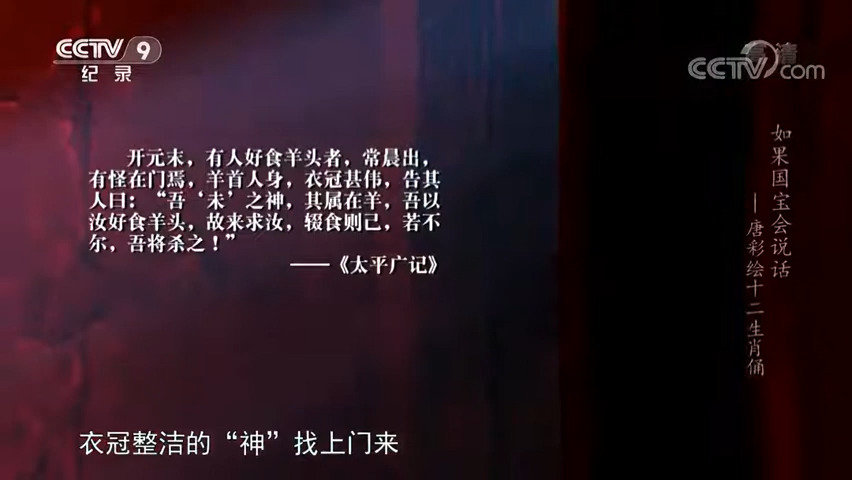 CCTV 9
纪录
高清
CCTV.com
开元末，有人好食羊头者，常晨出，
有怪在门焉，羊首人身，衣冠甚伟，告其
人曰：“吾‘未’之神，其属在羊，吾以
汝好食羊头，故来求汝，辍食则已，若不
尔，吾将杀之！”
——《太平广记》
如果国宝会说话
—唐彩绘十二生肖俑
衣冠整洁的“神”找上门来